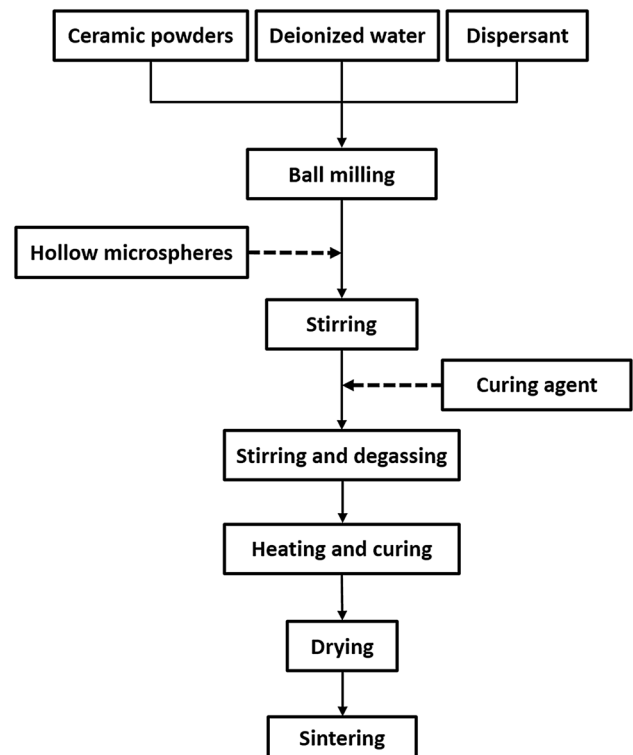 Ceramic powders
Deionized water
Dispersant
Ball milling
Hollow microspheres
Stirring
Curing agent
Stirring and degassing
Heating and curing
Drying
Sintering